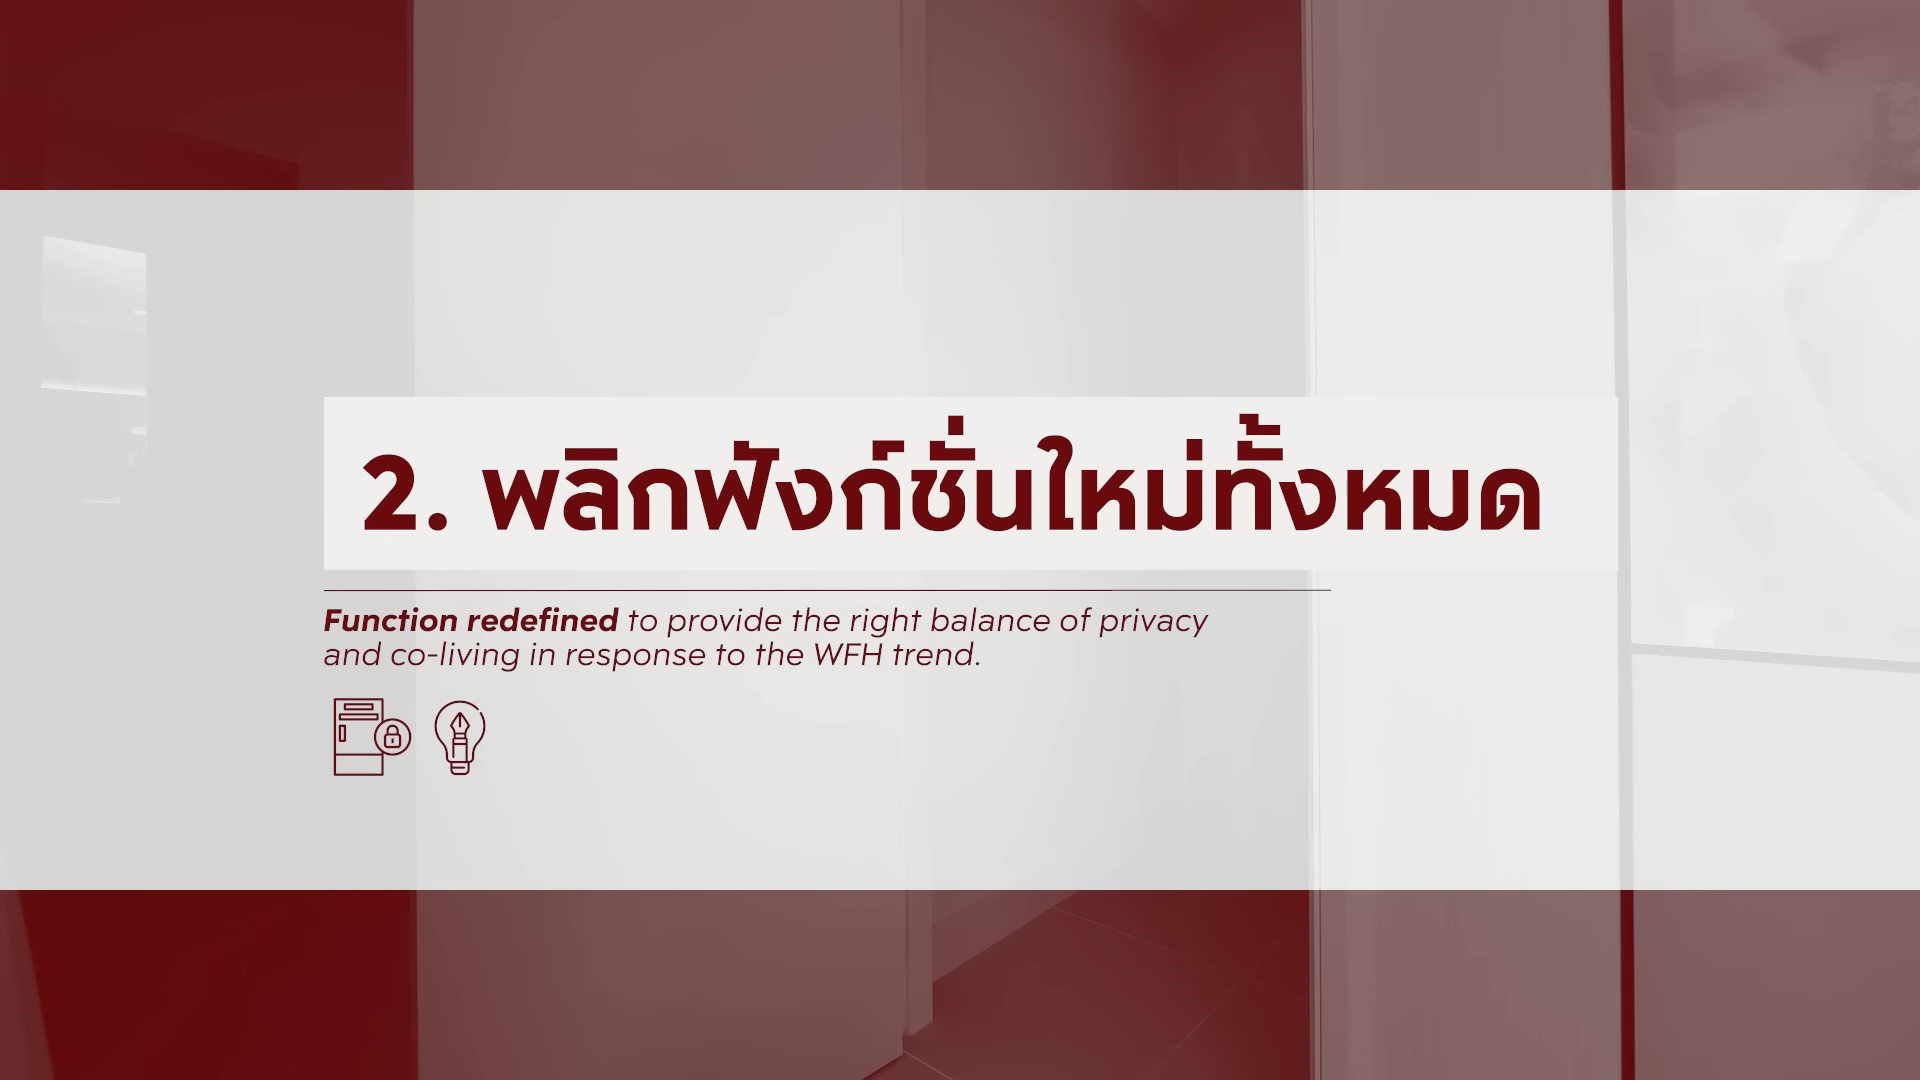 2. พลิกฟังก์ชั่นใหม่ทั้งหมด
Function redefined to provide the right balance of privacy
and co-living in response to the WFH trend.